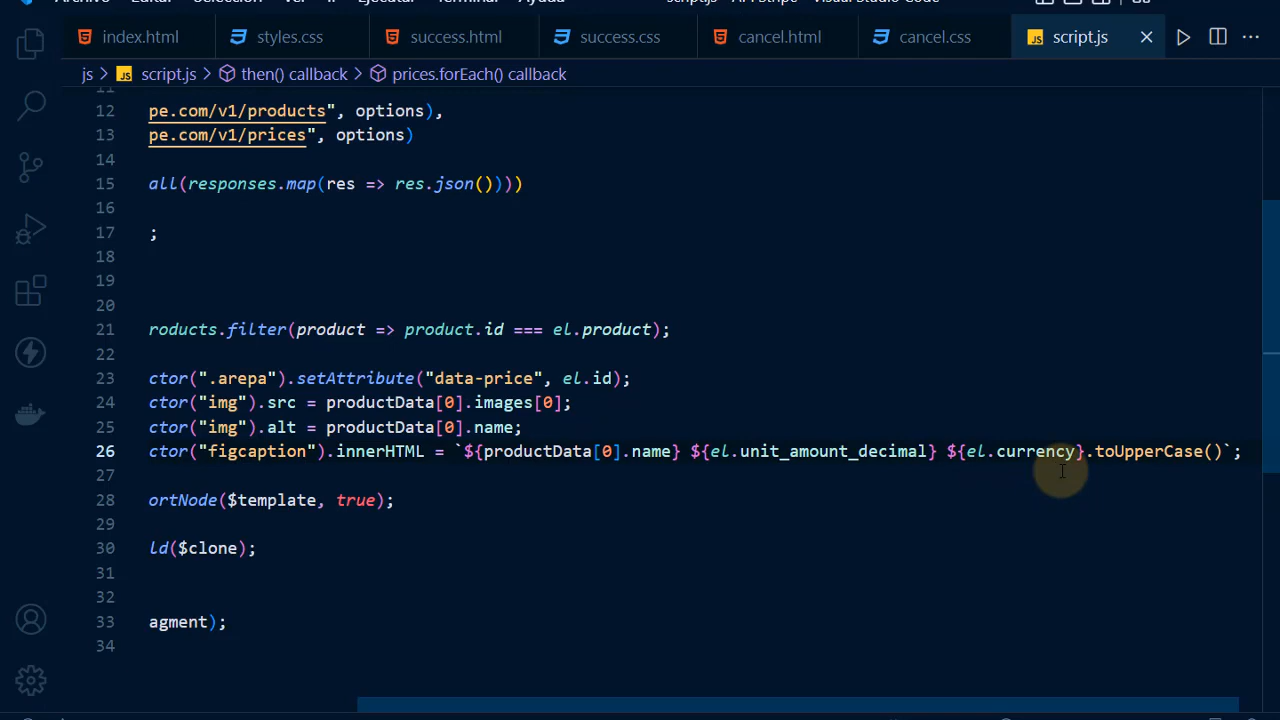 index.html styles.css success.html success.css cancel.html cancel.css script.js
js > script.js > then() callback > prices.forEach() callback
11
12 pe.com/v1/products", options),
13 pe.com/v1/prices", options)
14
15 all(responses.map(res => res.json())))
16
17 ;
18
19
20
21 roducts.filter(product => product.id === el.product);
22
23 ctor(".arepa").setAttribute("data-price", el.id);
24 ctor("img").src = productData[0].images[0];
25 ctor("img").alt = productData[0].name;
26 ctor("figcaption").innerHTML = `${productData[0].name} ${el.unit_amount_decimal} ${el.currency}.toUpperCase()`;
27
28 ortNode($template, true);
29
30 ld($clone);
31
32
33 agment);
34